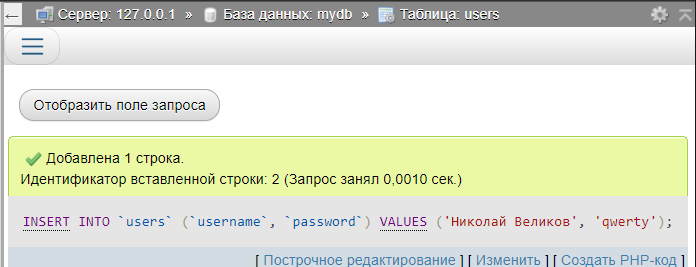 ← Сервер: 127.0.0.1 » База данных: mydb » Таблица: users
Отобразить поле запроса
Добавлена 1 строка.
Идентификатор вставленной строки: 2 (Запрос занял 0,0010 сек.)
INSERT INTO `users` (`username`, `password`) VALUES ('Николай Великов', 'qwerty');
[ Построчное редактирование ] [ Изменить ] [ Создать PHP-код ]